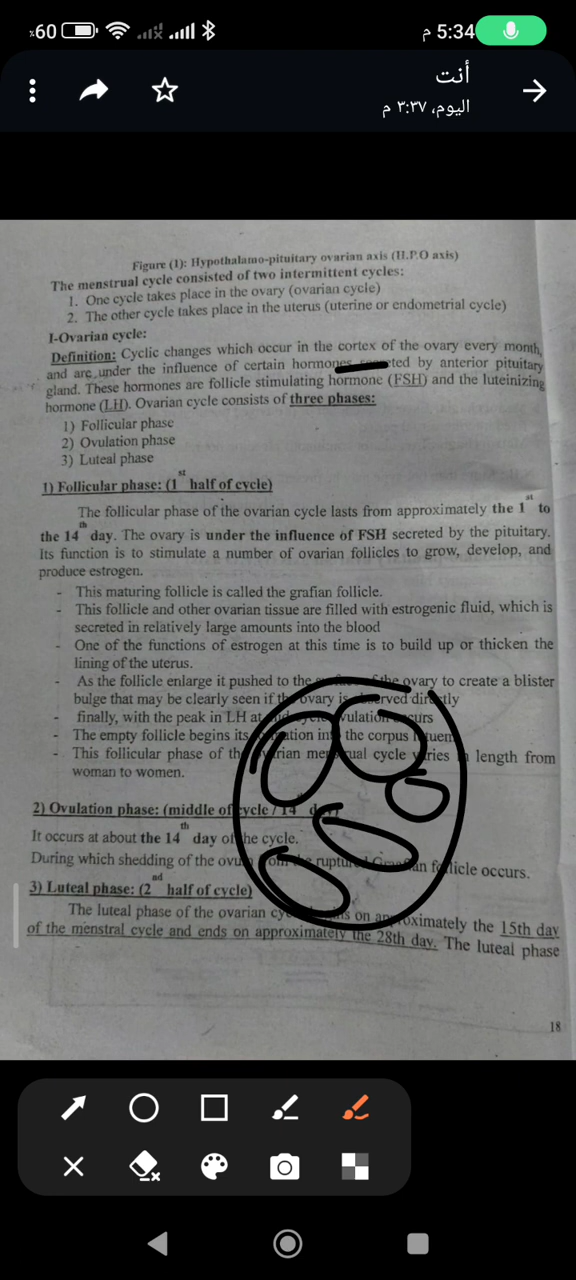 ٪60
5:34 م
أنت
اليوم، ٣:٣٧ م
Figure (1): Hypothalamo-pituitary ovarian axis (H.P.O axis)
The menstrual cycle consisted of two intermittent cycles:
1. One cycle takes place in the ovary (ovarian cycle)
2. The other cycle takes place in the uterus (uterine or endometrial cycle)
I-Ovarian cycle:
Definition: Cyclic changes which occur in the cortex of the ovary every month,
and are under the influence of certain hormones secreted by anterior pituitary
gland. These hormones are follicle stimulating hormone (FSH) and the luteinizing
hormone (LH). Ovarian cycle consists of three phases:
1) Follicular phase
2) Ovulation phase
3) Luteal phase
1) Follicular phase: (1st half of cycle)
The follicular phase of the ovarian cycle lasts from approximately the 1st to
the 14th day. The ovary is under the influence of FSH secreted by the pituitary.
Its function is to stimulate a number of ovarian follicles to grow, develop, and
produce estrogen.
- This maturing follicle is called the grafian follicle.
- This follicle and other ovarian tissue are filled with estrogenic fluid, which is
secreted in relatively large amounts into the blood
- One of the functions of estrogen at this time is to build up or thicken the
lining of the uterus.
- As the follicle enlarge it pushed to the of the ovary to create a blister
bulge that may be clearly seen if the ovary is observed directly
- finally, with the peak in LH at mid cycle ovulation occurs
- The empty follicle begins its into the corpus luteum
- This follicular phase of the ovarian menstrual cycle varies in length from
woman to women.
2) Ovulation phase: (middle of cycle / 14th day)
It occurs at about the 14th day of the cycle.
During which shedding of the ovum from the ruptured Graafian follicle occurs.
3) Luteal phase: (2nd half of cycle)
The luteal phase of the ovarian cycle begins on approximately the 15th day
of the menstral cycle and ends on approximately the 28th day. The luteal phase
18